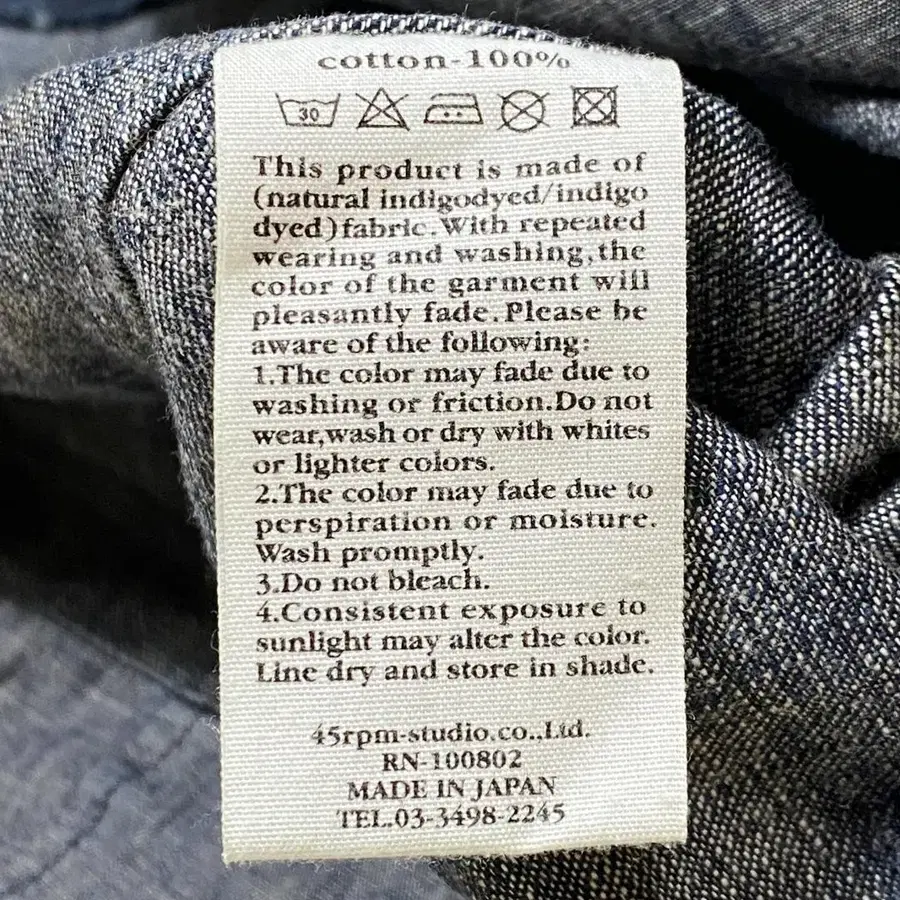 cotton-100%
30
This product is made of
(natural indigodyed/indigo
dyed)fabric.With repeated
wearing and washing,the
color of the garment will
pleasantly fade.Please be
aware of the following:
1.The color may fade due to
washing or friction.Do not
wear,wash or dry with whites
or lighter colors.
2.The color may fade due to
perspiration or moisture.
Wash promptly.
3.Do not bleach.
4.Consistent exposure to
sunlight may alter the color.
Line dry and store in shade.
45rpm-studio.co.,Ltd.
RN-100802
MADE IN JAPAN
TEL.03-3498-2245